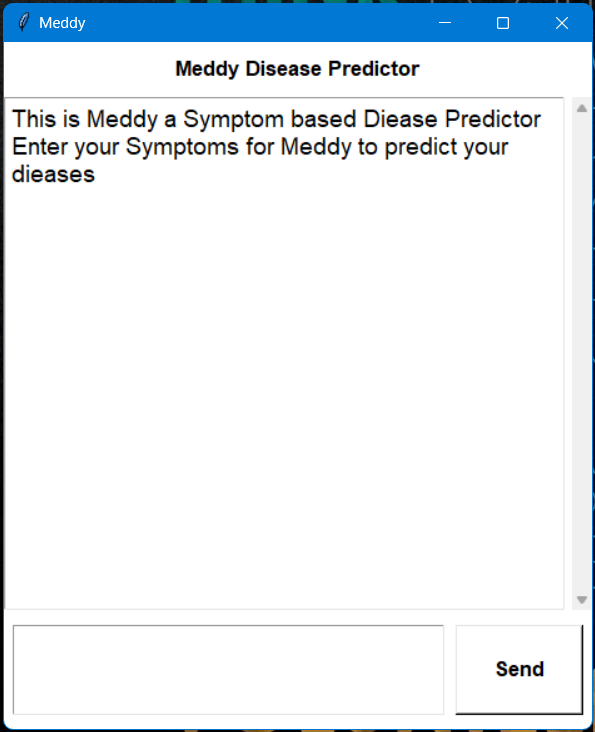 Meddy
Meddy Disease Predictor
This is Meddy a Symptom based Diease Predictor
Enter your Symptoms for Meddy to predict your
dieases
Send